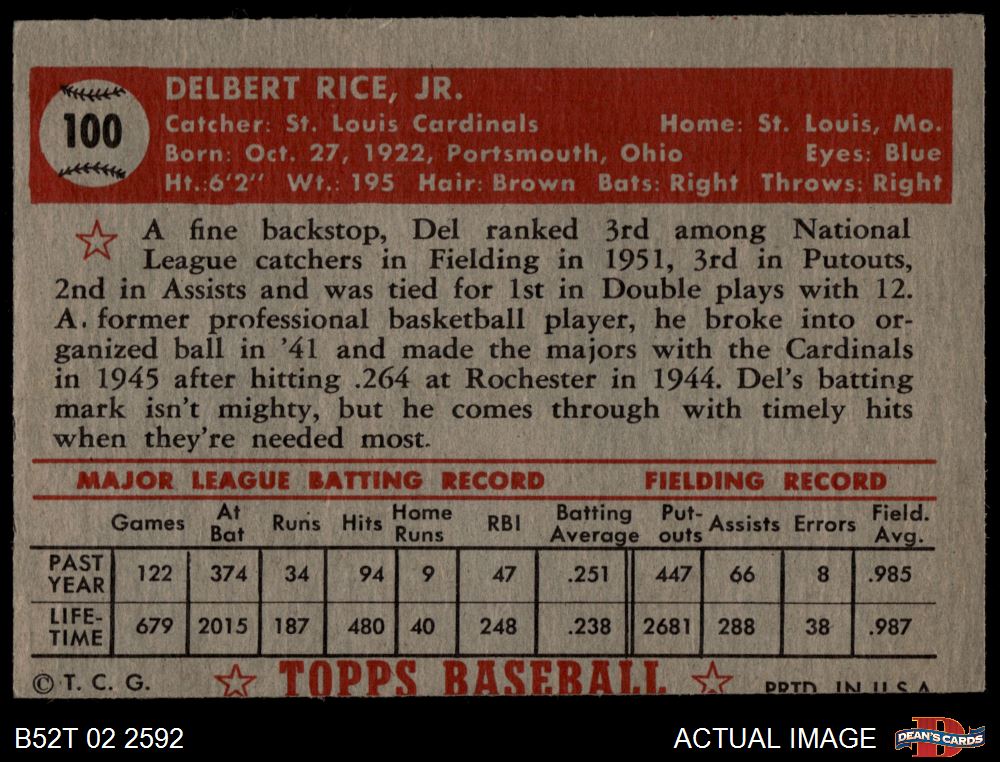 100
DELBERT RICE, JR.
Catcher: St. Louis Cardinals Home: St. Louis, Mo.
Born: Oct. 27, 1922, Portsmouth, Ohio Eyes: Blue
Ht.:6'2" Wt.: 195 Hair: Brown Bats: Right Throws: Right
A fine backstop, Del ranked 3rd among National
League catchers in Fielding in 1951, 3rd in Putouts,
2nd in Assists and was tied for 1st in Double plays with 12.
A. former professional basketball player, he broke into or-
ganized ball in '41 and made the majors with the Cardinals
in 1945 after hitting .264 at Rochester in 1944. Del's batting
mark isn't mighty, but he comes through with timely hits
when they're needed most.
MAJOR LEAGUE BATTING RECORD FIELDING RECORD
Games At Bat Runs Hits Home Runs RBI Batting Average Put-outs Assists Errors Field. Avg.
PAST YEAR 122 374 34 94 9 47 .251 447 66 8 .985
LIFE-TIME 679 2015 187 480 40 248 .238 2681 288 38 .987
© T. C. G. TOPPS BASEBALL PRTD. IN U.S.A.
B52T 02 2592 ACTUAL IMAGE DEAN'S CARDS